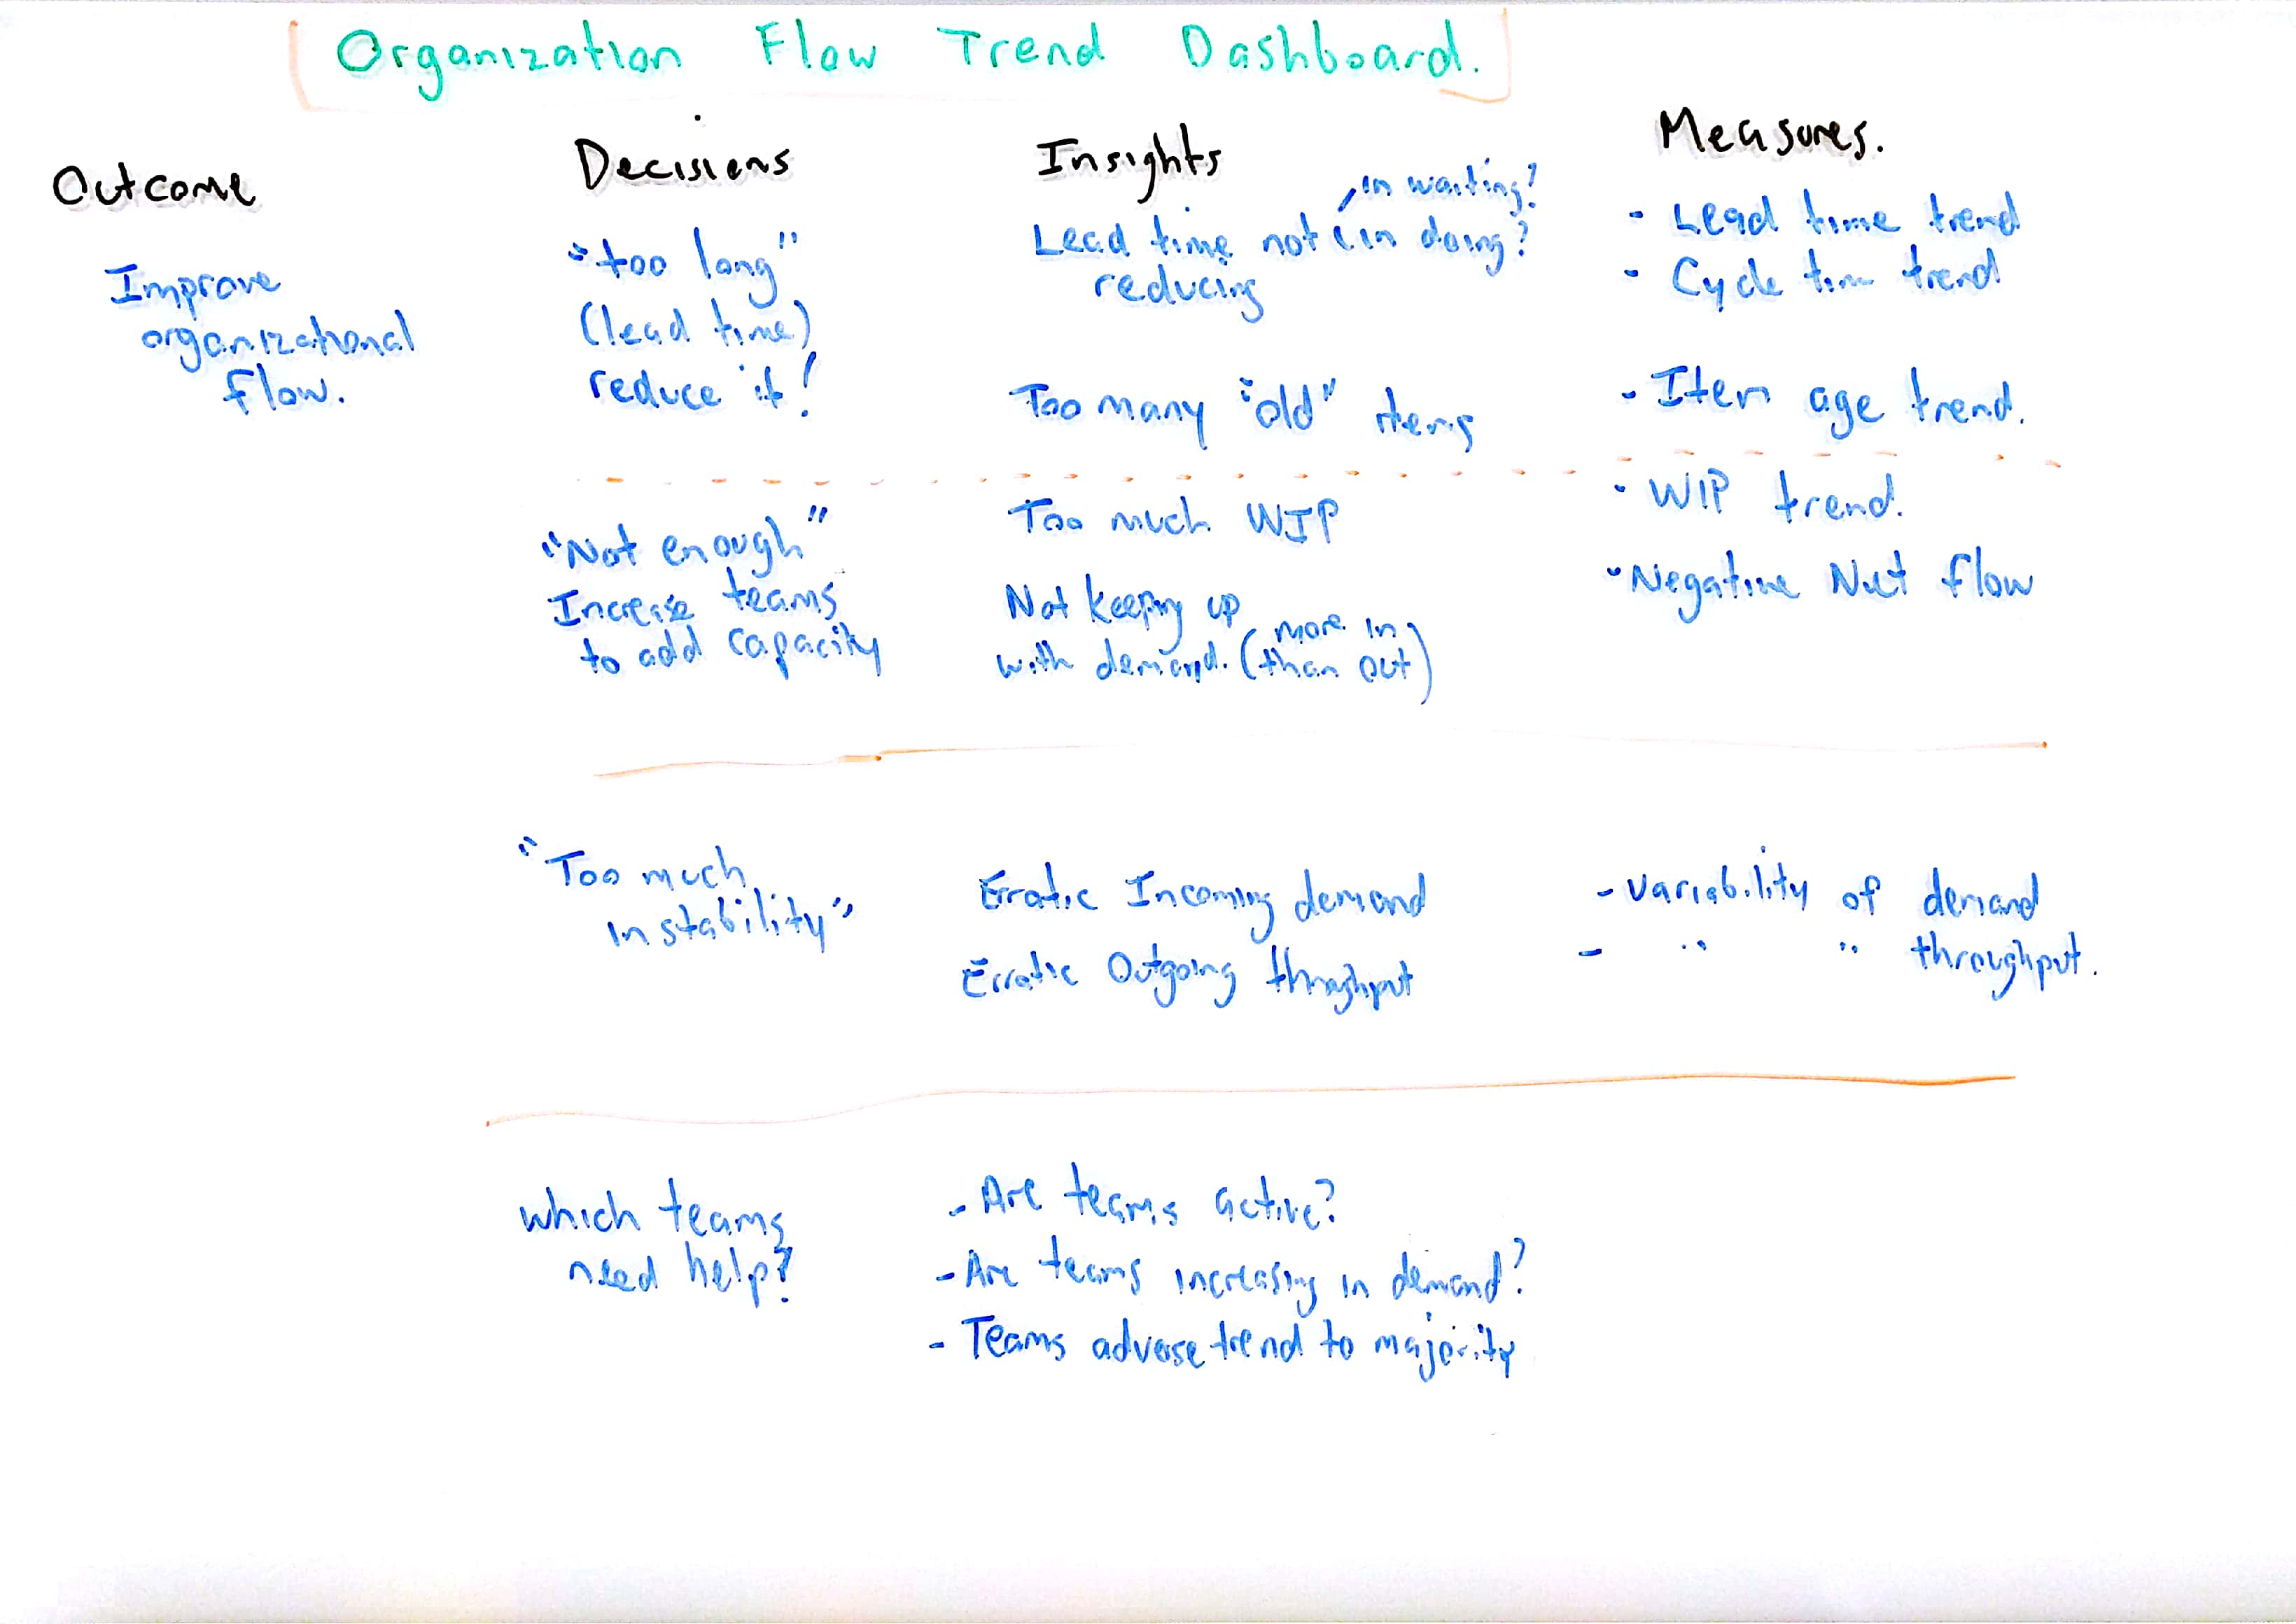 Organization Flow Trend Dashboard.
Outcome
Improve
organizational
flow.
Decisions
"too long"
(lead time)
reduce it!
Insights
in waiting?
Lead time not in doing?
reducing
Too many "old" items
Measures.
- Lead time trend
- Cycle time trend
- Item age trend.
"Not enough"
Increase teams
to add capacity
Too much WIP
Not keeping up
with demand. (more in
than out)
- WIP trend.
- Negative Net flow
"Too much
instability"
Erratic Incoming demand
Erratic Outgoing throughput
- Variability of demand
- " " throughput.
which teams
need help?
- Are teams active?
- Are teams increasing in demand?
- Teams adverse trend to majority